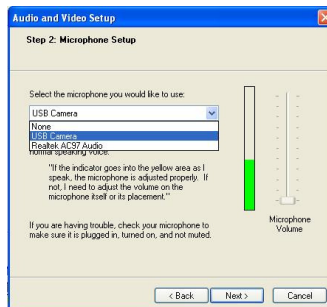 Audio and Video Setup
Step 2: Microphone Setup
Select the microphone you would like to use:
USB Camera
None
USB Camera
Realtek AC97 Audio
normal speaking voice.
"If the indicator goes into the yellow area as I
speak, the microphone is adjusted properly. If
not, I need to adjust the volume on the
microphone itself or its placement."
Microphone
Volume
If you are having trouble, check your microphone to
make sure it is plugged in, turned on, and not muted.
< Back
Next >
Cancel